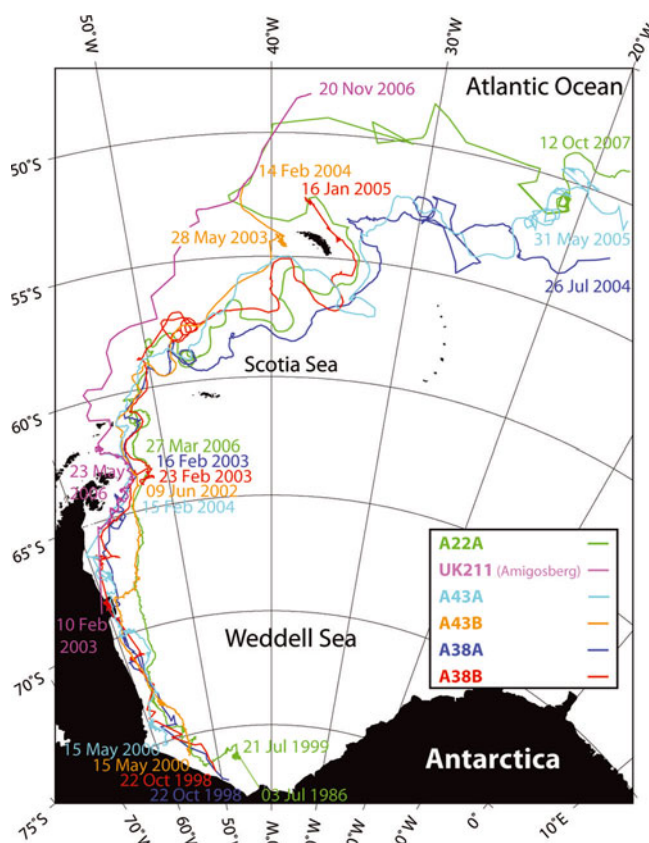 50°W
40°W
30°W
20°W
Atlantic Ocean
20 Nov 2006
12 Oct 2007
50°S
14 Feb 2004
16 Jan 2005
28 May 2003
31 May 2005
26 Jul 2004
55°S
Scotia Sea
60°S
27 Mar 2006
16 Feb 2003
23 May
2006
23 Feb 2003
09 Jun 2002
15 Feb 2004
65°S
A22A
UK211 (Amigosberg)
A43A
A43B
A38A
A38B
10 Feb
2003
Weddell Sea
70°S
15 May 2000
21 Jul 1999
15 May 2000
22 Oct 1998
22 Oct 1998
03 Jul 1986
Antarctica
75°S
70°W
60°W
50°W
40°W
30°W
20°W
0°
10°E